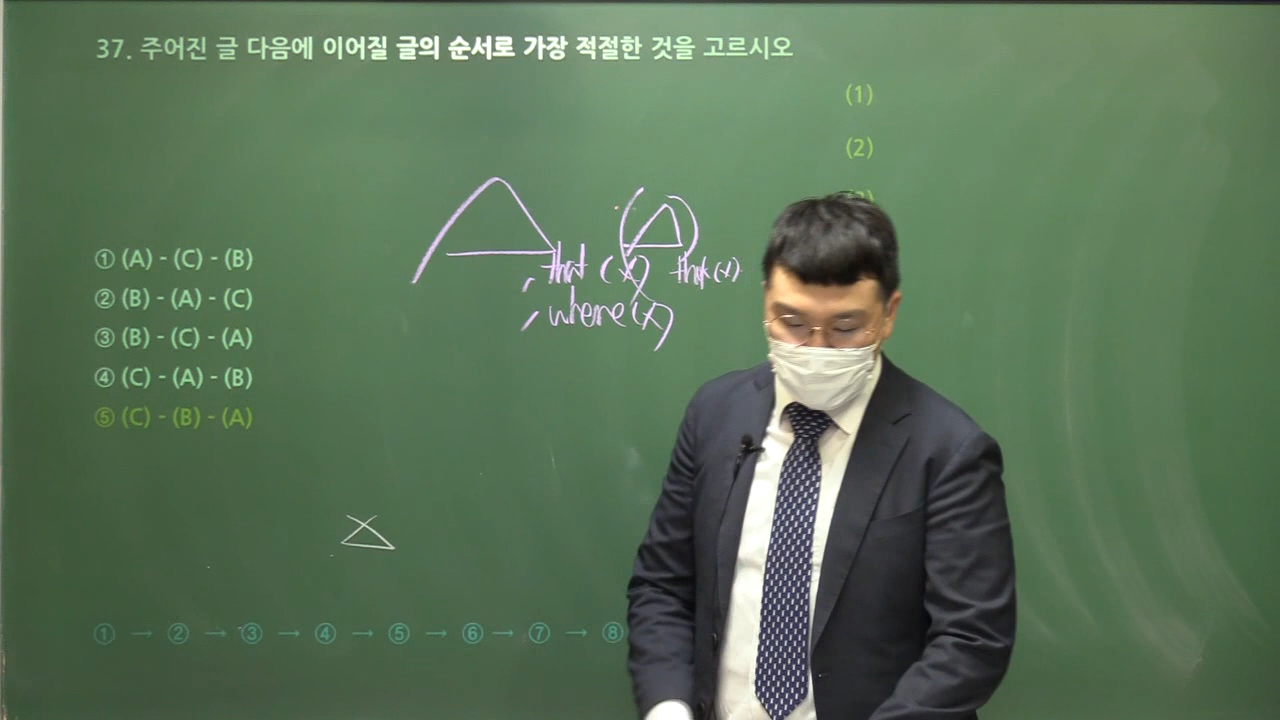 37. 주어진 글 다음에 이어질 글의 순서로 가장 적절한 것을 고르시오
(1)
(2)
① (A) - (C) - (B)
② (B) - (A) - (C)
③ (B) - (C) - (A)
④ (C) - (A) - (B)
⑤ (C) - (B) - (A)
, that (x) that (x)
, where (x)
① → ② → ③ → ④ → ⑤ → ⑥ → ⑦ → ⑧